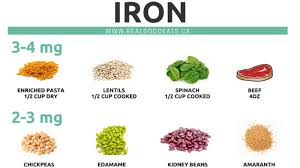 IRON
WWW.REALGOODEATS.CA
3-4 mg
ENRICHED PASTA
1/2 CUP DRY
LENTILS
1/2 CUP COOKED
SPINACH
1/2 CUP COOKED
BEEF
4OZ
2-3 mg
CHICKPEAS
EDAMAME
KIDNEY BEANS
AMARANTH